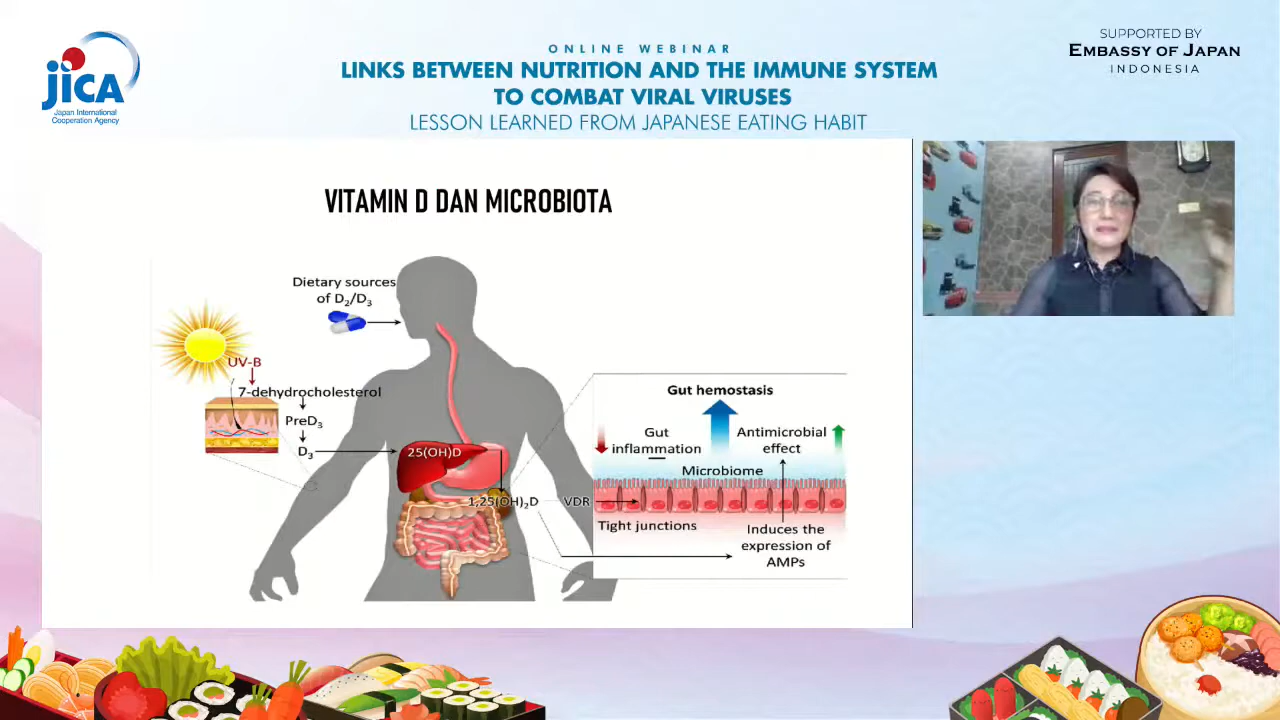 JICA
Japan International
Cooperation Agency
ONLINE WEBINAR
LINKS BETWEEN NUTRITION AND THE IMMUNE SYSTEM
TO COMBAT VIRAL VIRUSES
LESSON LEARNED FROM JAPANESE EATING HABIT
SUPPORTED BY
EMBASSY OF JAPAN
INDONESIA
VITAMIN D DAN MICROBIOTA
Dietary sources
of D₂/D₃
UV-B
7-dehydrocholesterol
PreD₃
D₃
25(OH)D
1,25(OH)₂D
VDR
Gut hemostasis
Gut
inflammation
Antimicrobial
effect
Microbiome
Tight junctions
Induces the
expression of
AMPs